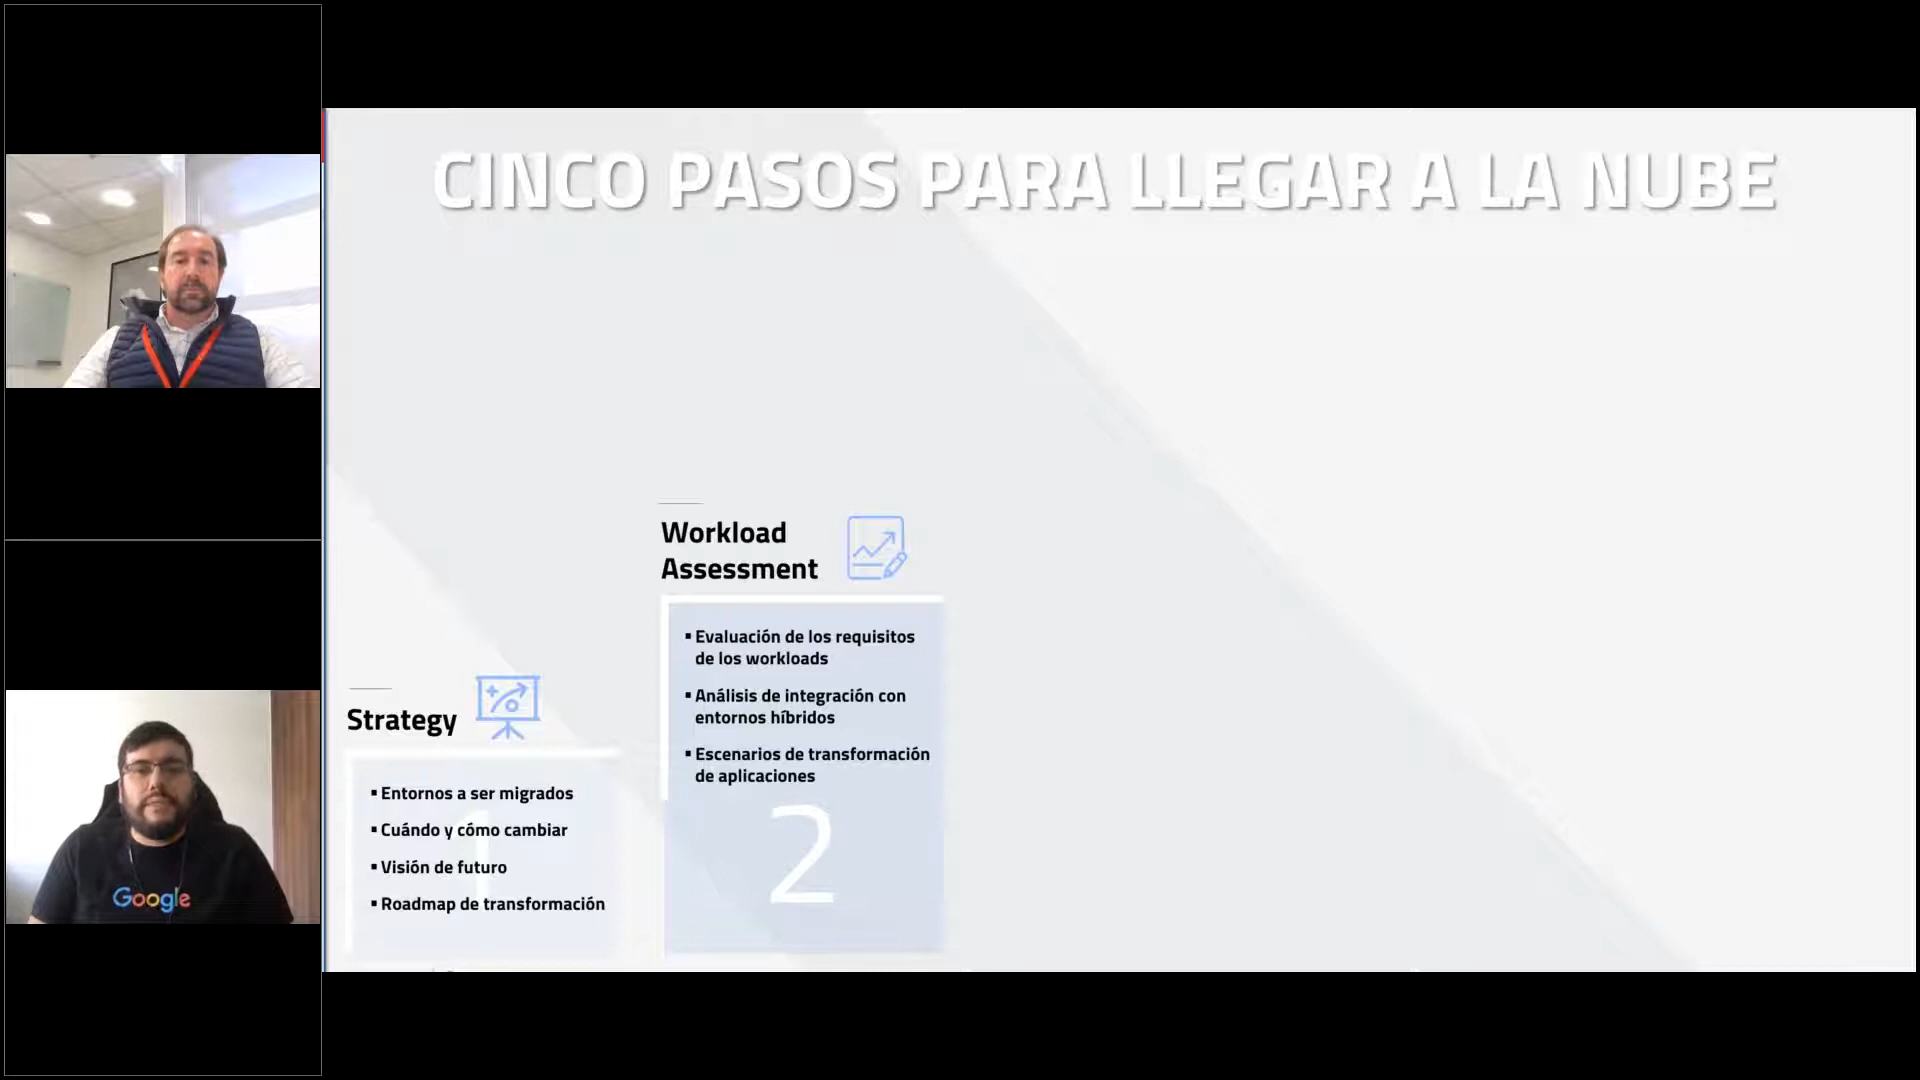 CINCO PASOS PARA LLEGAR A LA NUBE
Workload
Assessment
▪ Evaluación de los requisitos
de los workloads
▪ Análisis de integración con
entornos híbridos
▪ Escenarios de transformación
de aplicaciones
2
Strategy
▪ Entornos a ser migrados
▪ Cuándo y cómo cambiar
▪ Visión de futuro
▪ Roadmap de transformación
1
Google